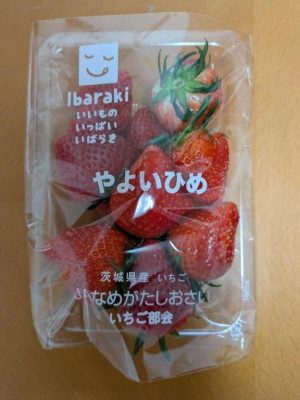 Ibaraki
いいもの
いっぱい
いばらき
やよいひめ
茨城県産 いちご
JAなめがたしおさい
いちご部会